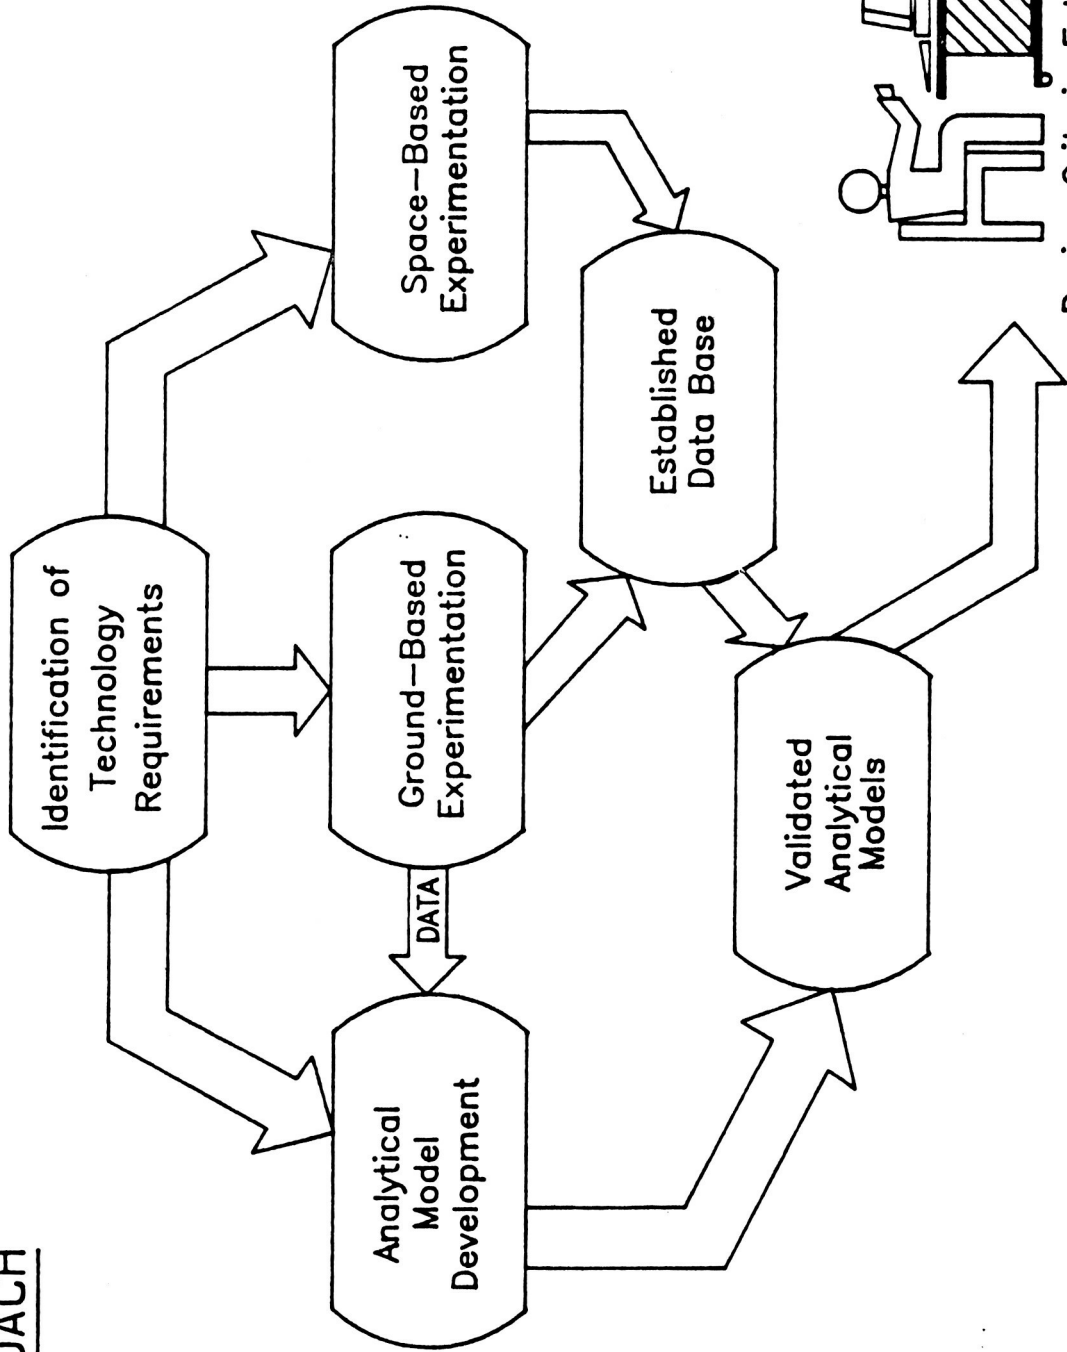 Identification of
Technology
Requirements
Analytical
Model
Development
DATA
Ground-Based
Experimentation
Space-Based
Experimentation
Established
Data Base
Validated
Analytical
Models